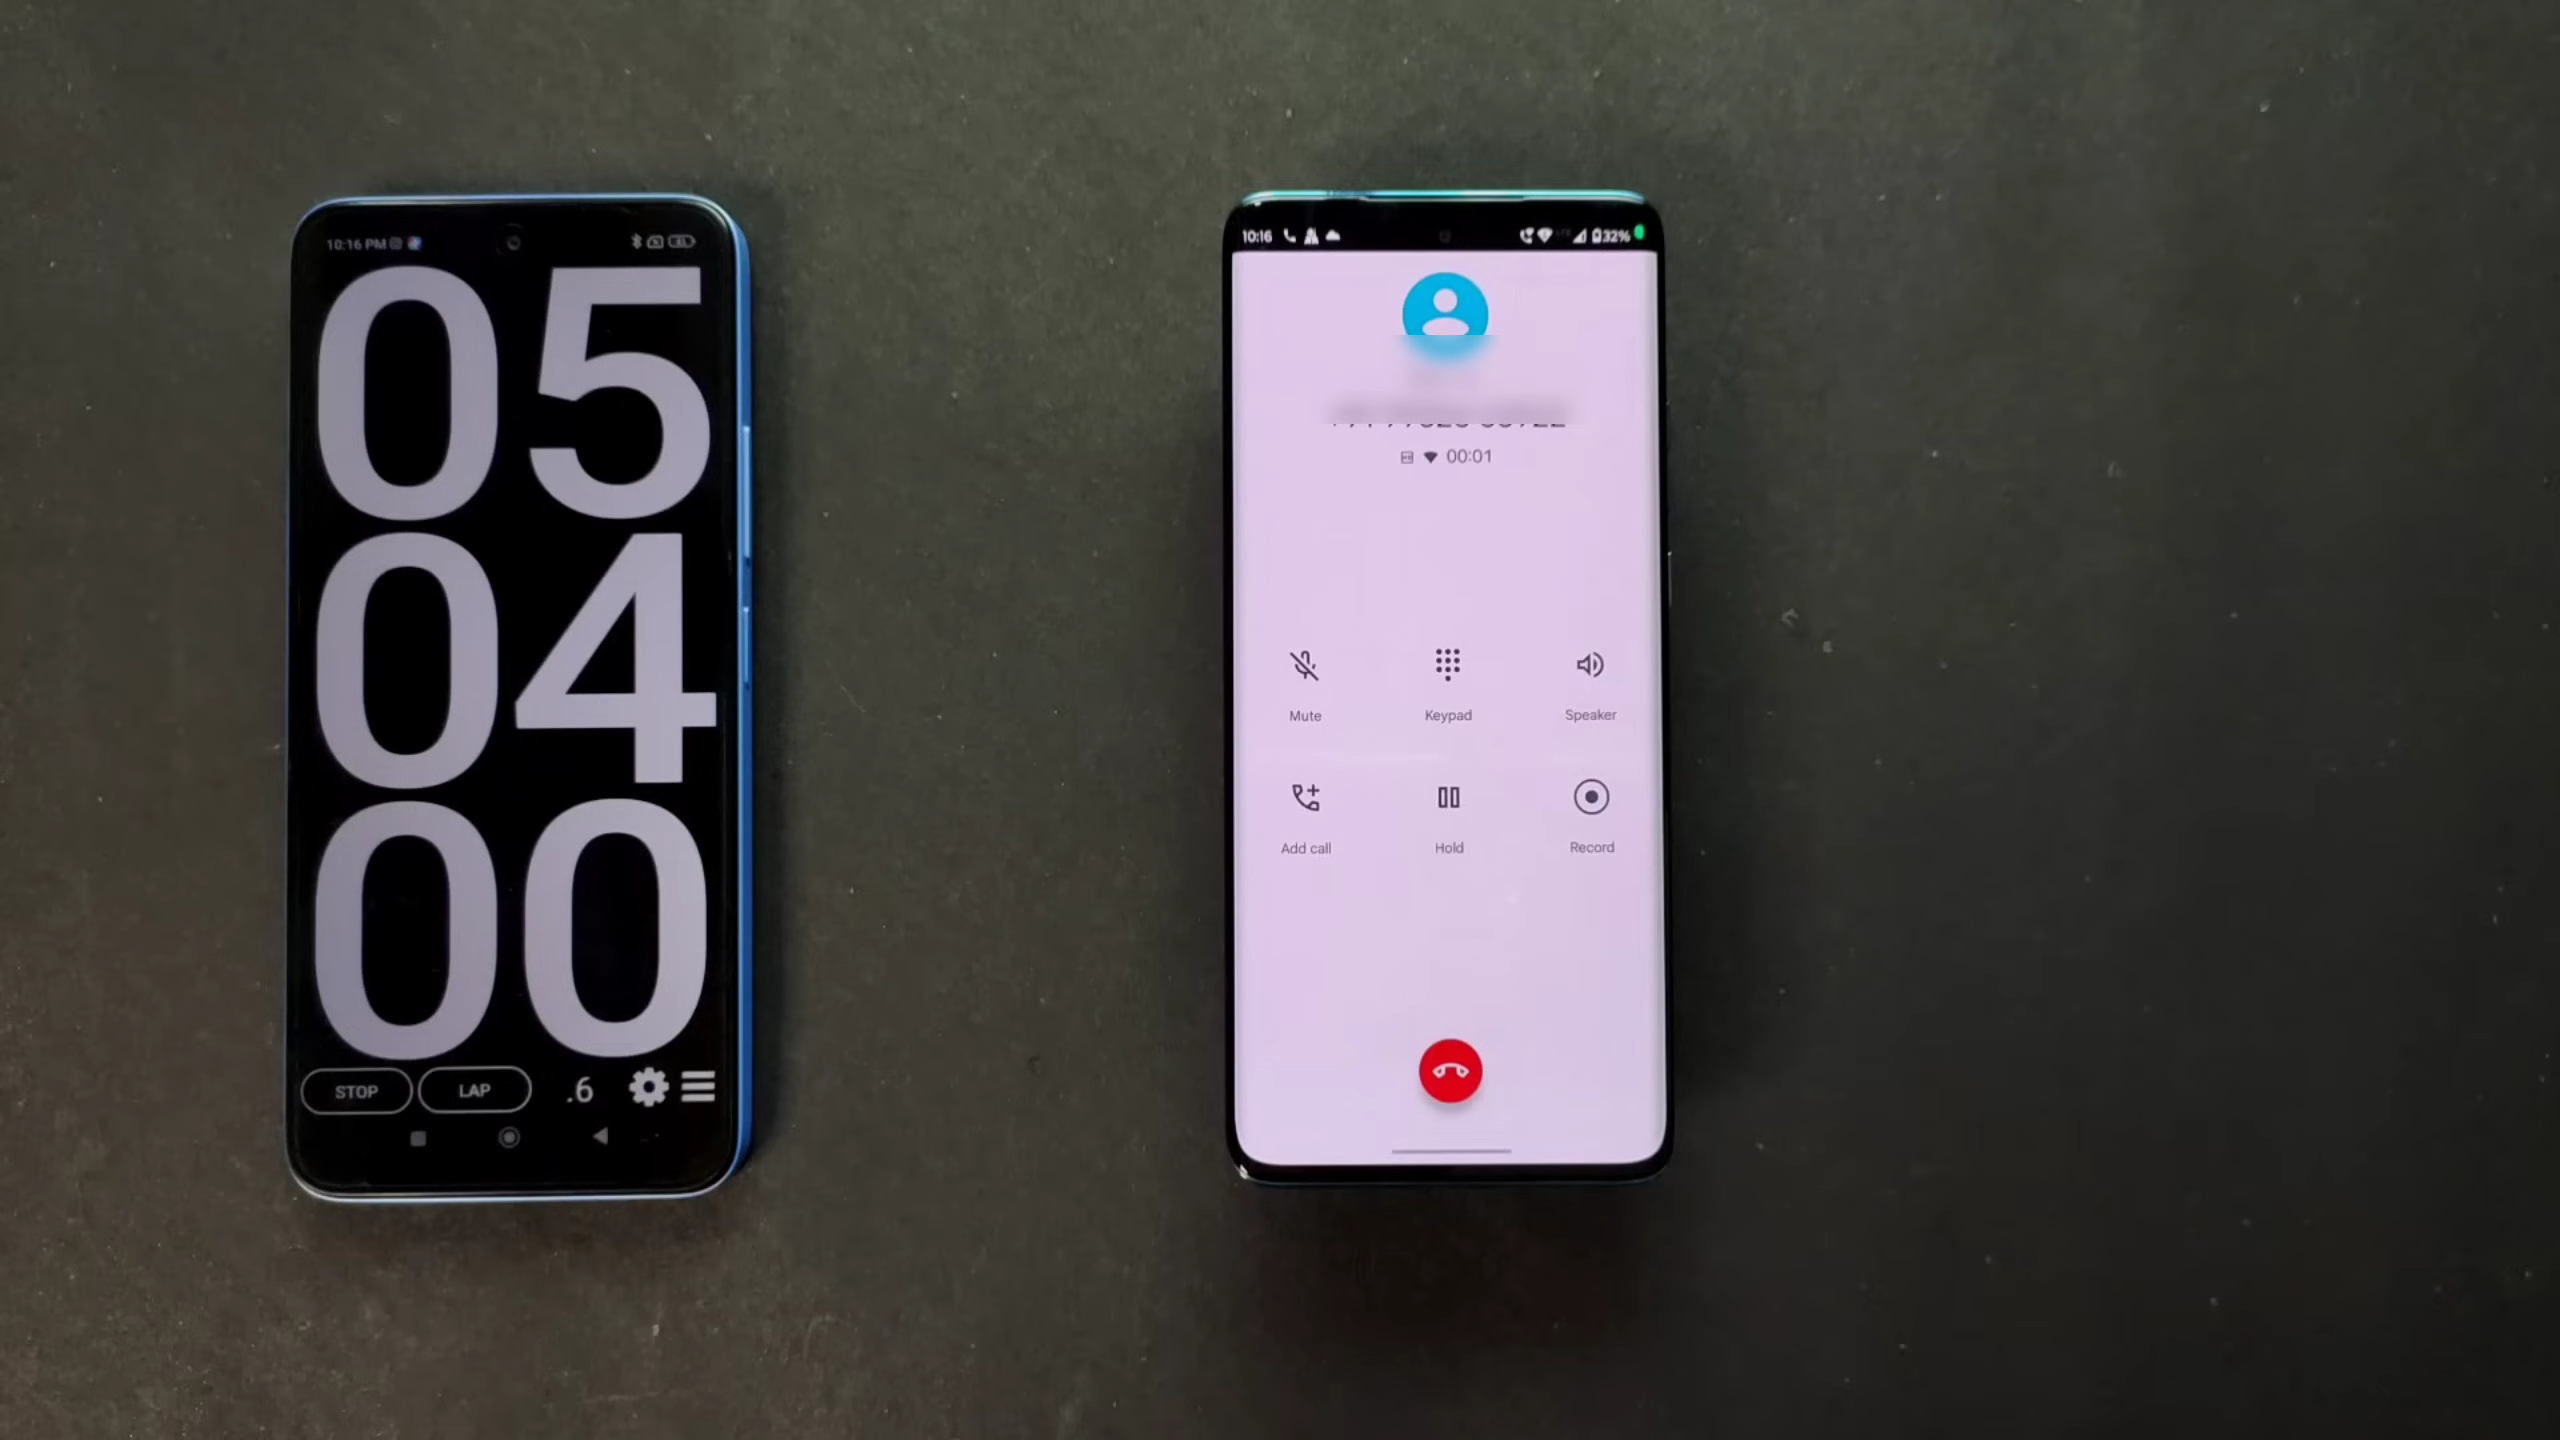 10:16 PM
05
04
00
STOP LAP .6
10:16 32%
00:01
Mute Keypad Speaker
Add call Hold Record